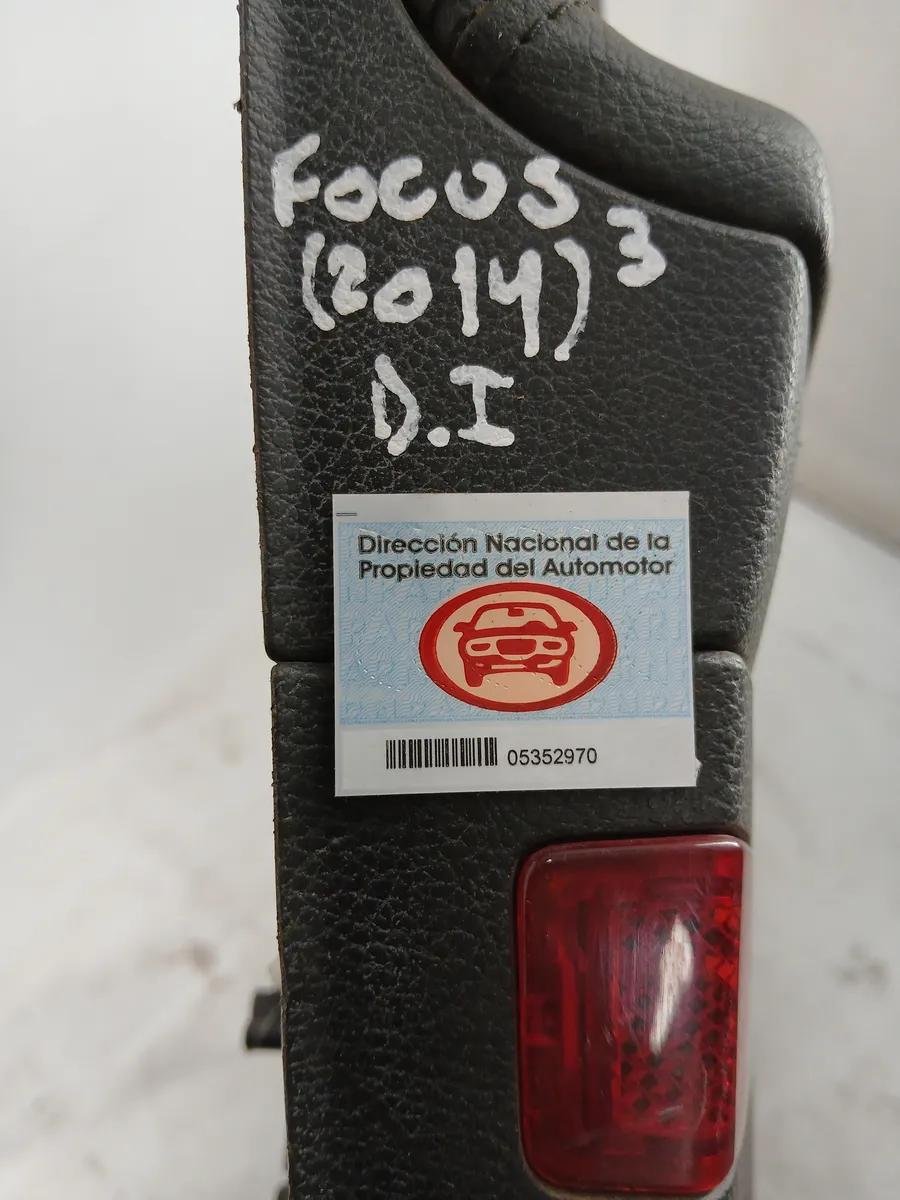 FOCUS 3
(2014)
D.I
Dirección Nacional de la
Propiedad del Automotor
05352970